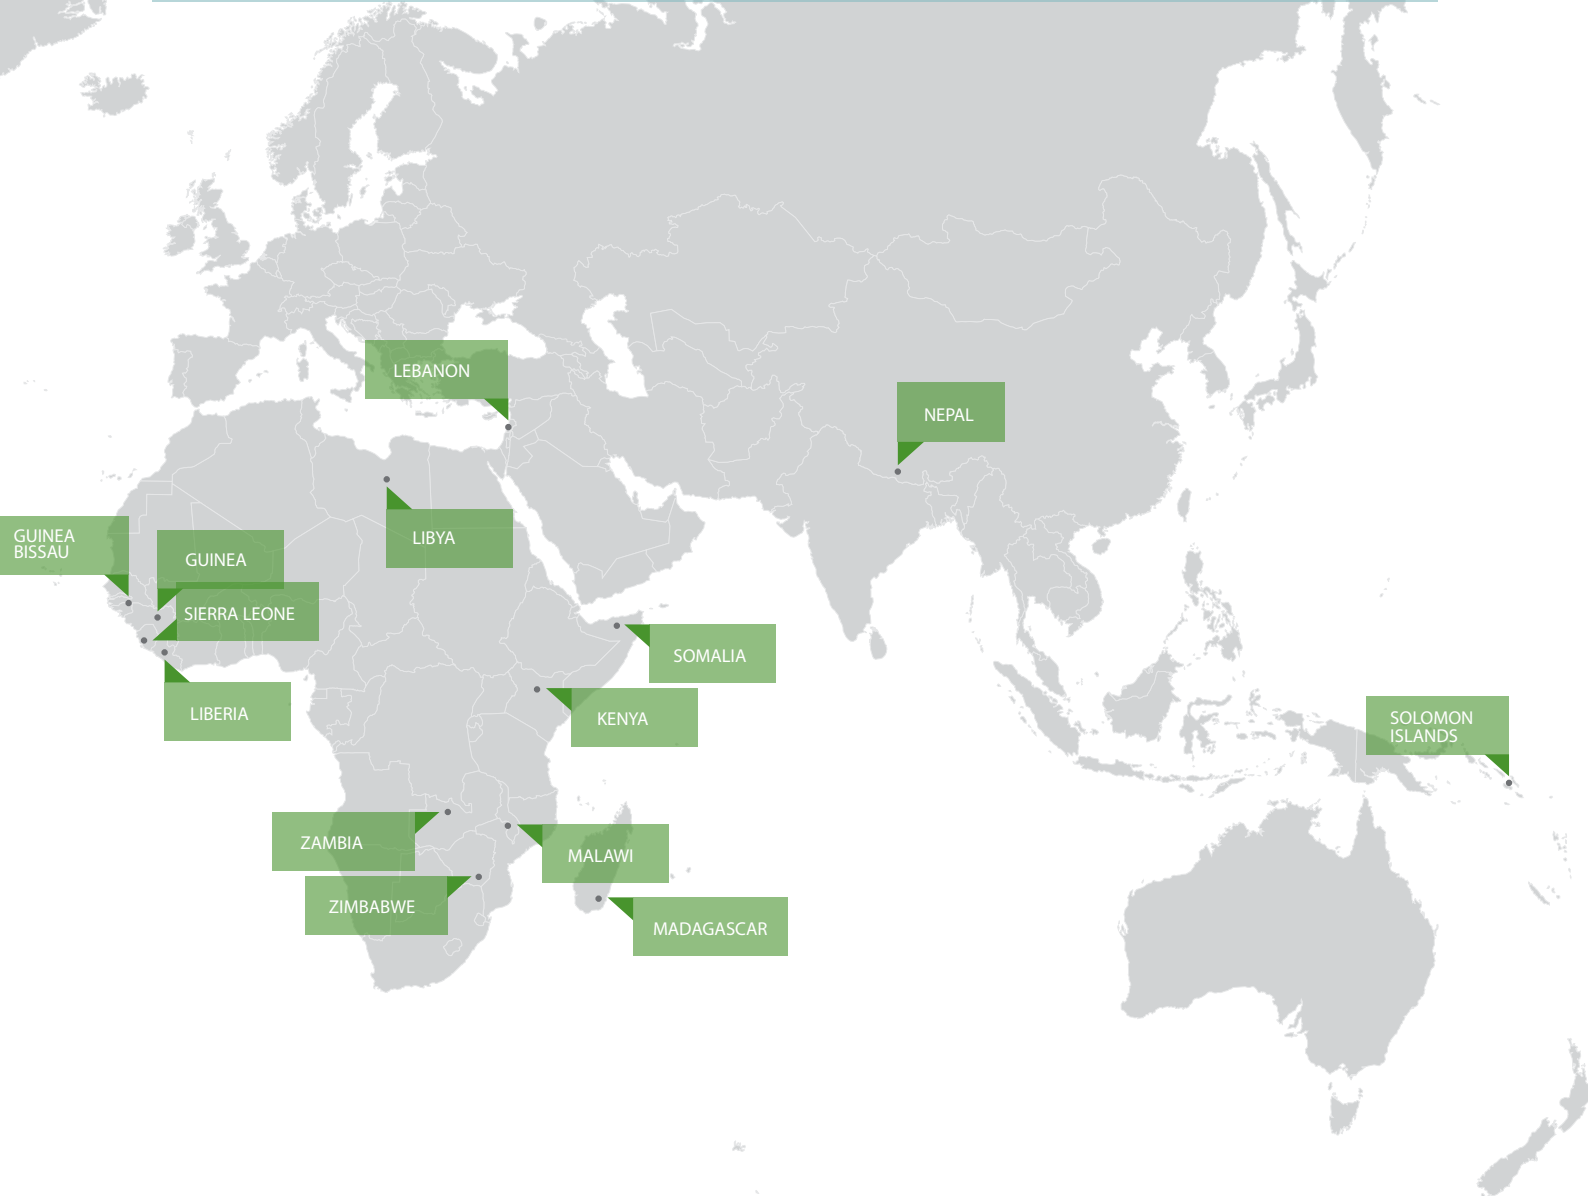 LEBANON
NEPAL
LIBYA
GUINEA
BISSAU
GUINEA
SIERRA LEONE
SOMALIA
LIBERIA
KENYA
SOLOMON
ISLANDS
ZAMBIA
MALAWI
ZIMBABWE
MADAGASCAR